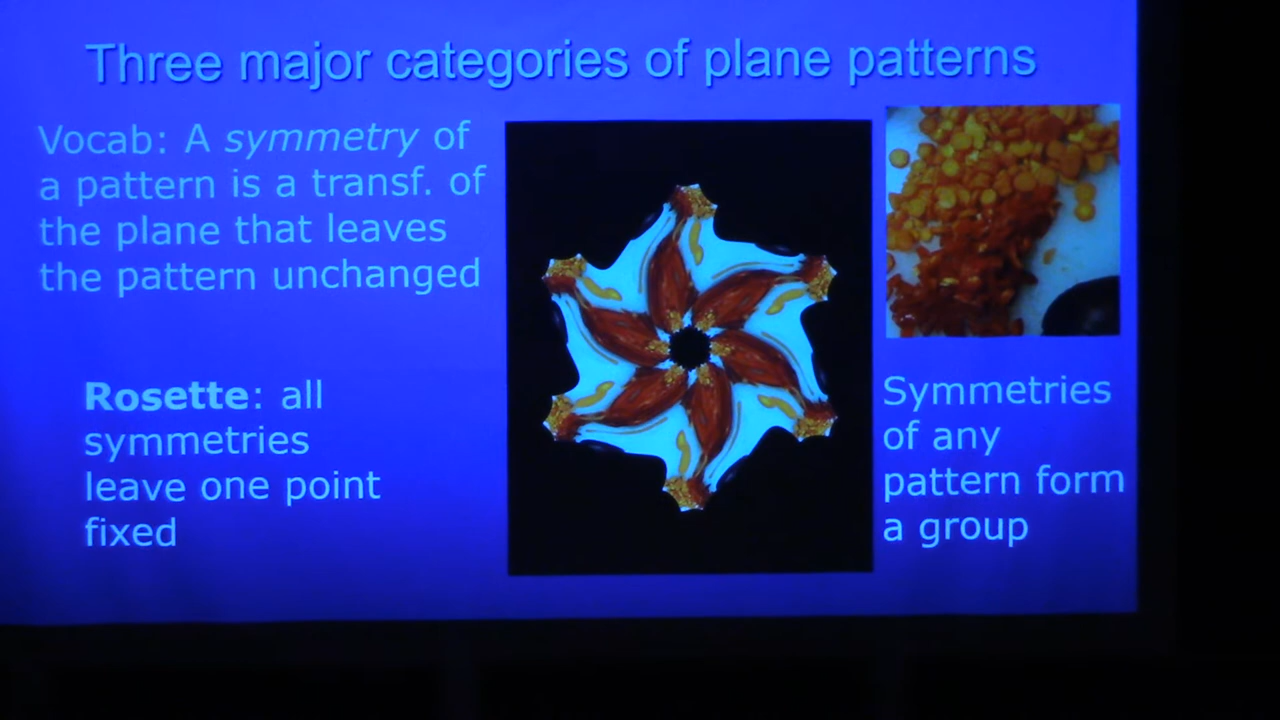 Three major categories of plane patterns
Vocab: A symmetry of
a pattern is a transf. of
the plane that leaves
the pattern unchanged
Rosette: all
symmetries
leave one point
fixed
Symmetries
of any
pattern form
a group